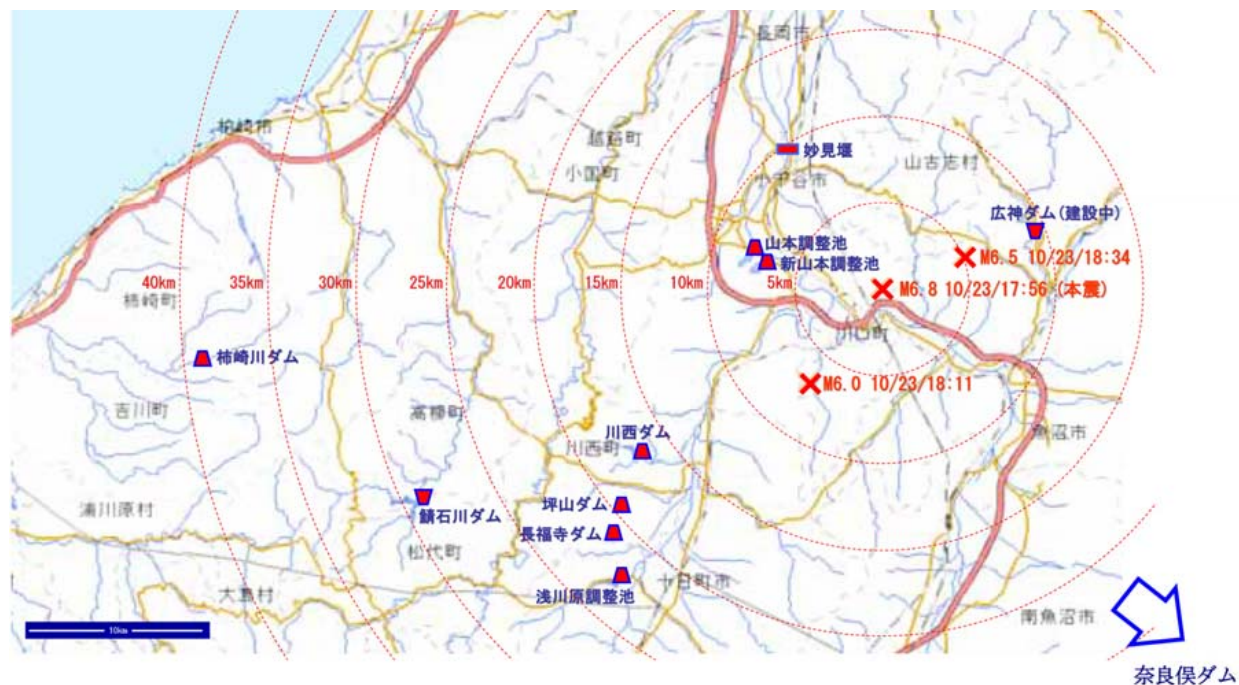 長岡市
柏崎市
越路町
妙見堰
小国町
小千谷市
山古志村
広神ダム(建設中)
山本調整池
新山本調整池
M6.5 10/23/18:34
40km
35km
30km
25km
20km
15km
10km
5km
M6.8 10/23/17:56 (本震)
柿崎町
川口町
柿崎川ダム
M6.0 10/23/18:11
吉川町
高柳町
川西ダム
川西町
魚沼市
坪山ダム
浦川原村
鯖石川ダム
長福寺ダム
松代町
大島村
浅川原調整池
十日町市
南魚沼市
10km
奈良俣ダム